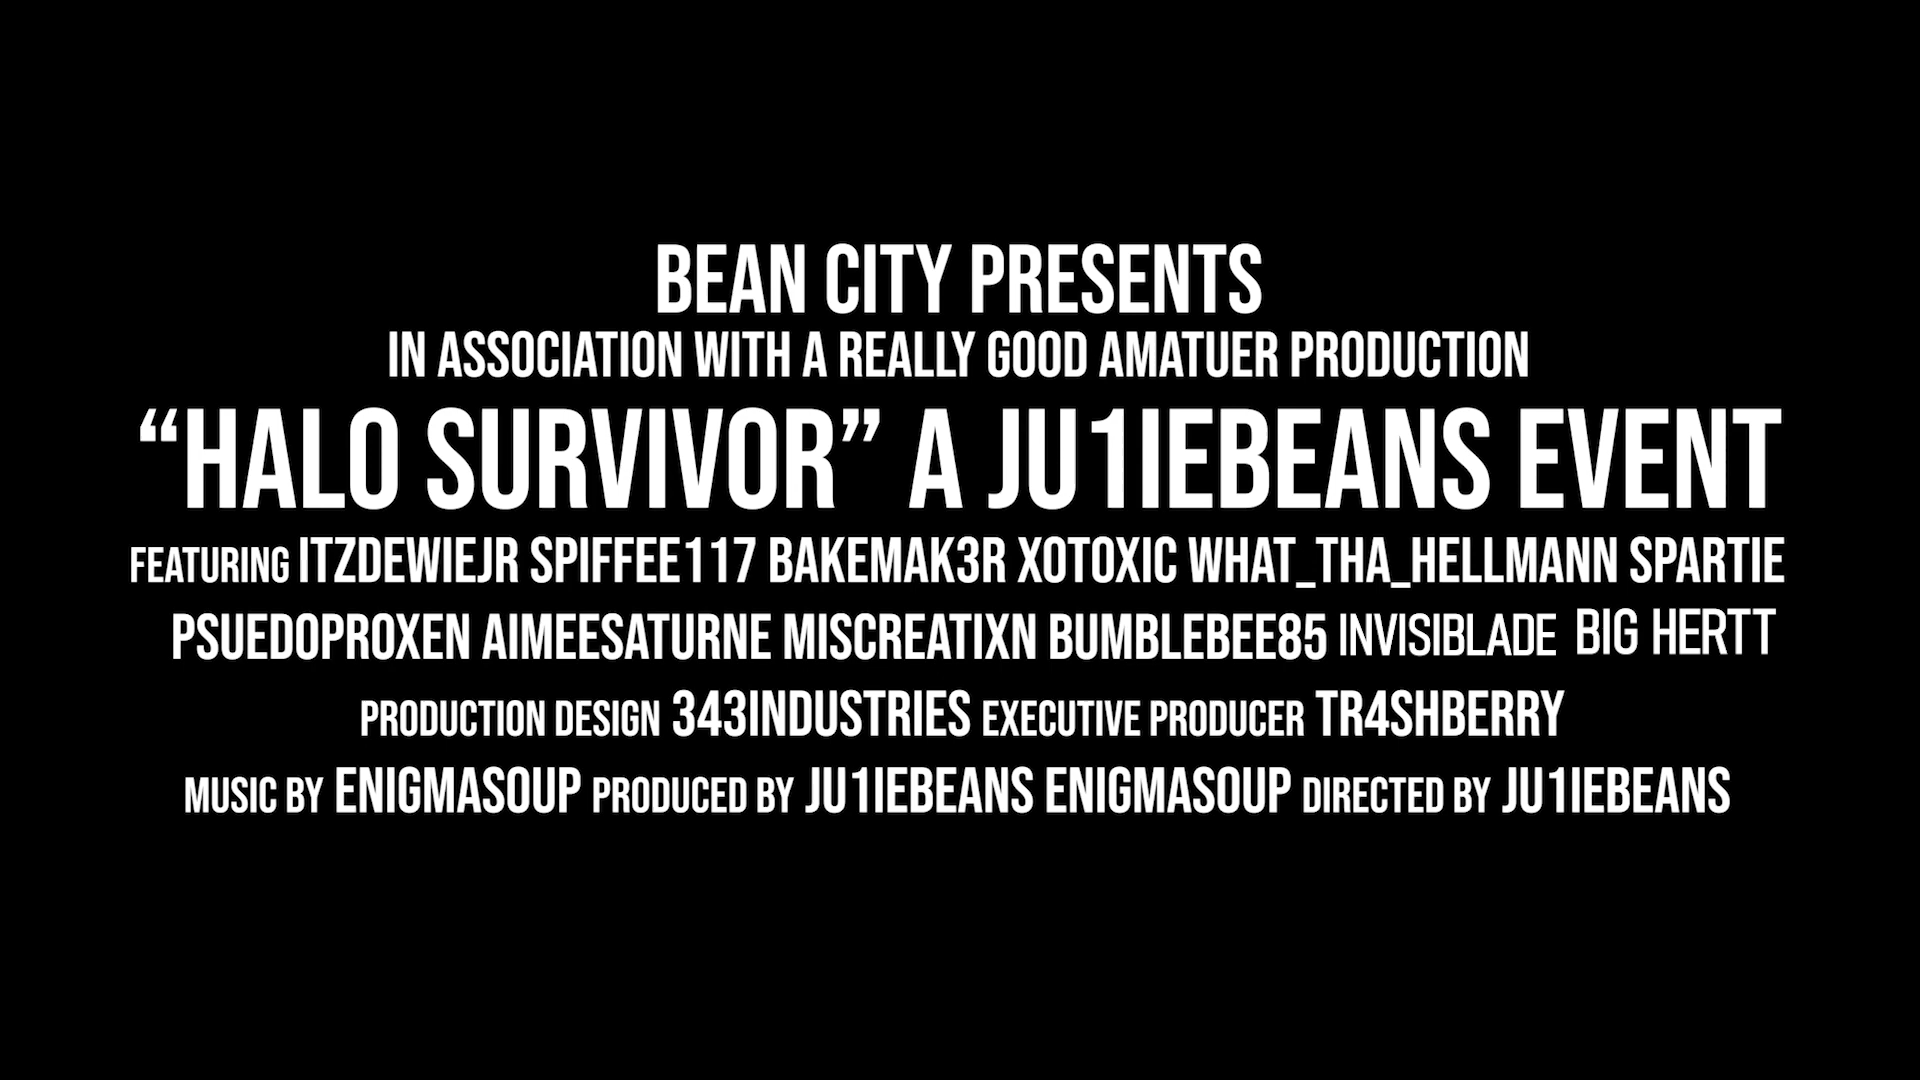 BEAN CITY PRESENTS
IN ASSOCIATION WITH A REALLY GOOD AMATUER PRODUCTION
“HALO SURVIVOR” A JU1IEBEANS EVENT
FEATURING ITZDEWIEJR SPIFFEE117 BAKEMAK3R XOTOXIC WHAT_THA_HELLMANN SPARTIE
PSUEDOPROXEN AIMEESATURNE MISCREATIXN BUMBLEBEE85 INVISIBLADE BIG HERTT
PRODUCTION DESIGN 343INDUSTRIES EXECUTIVE PRODUCER TR4SHBERRY
MUSIC BY ENIGMASOUP PRODUCED BY JU1IEBEANS ENIGMASOUP DIRECTED BY JU1IEBEANS